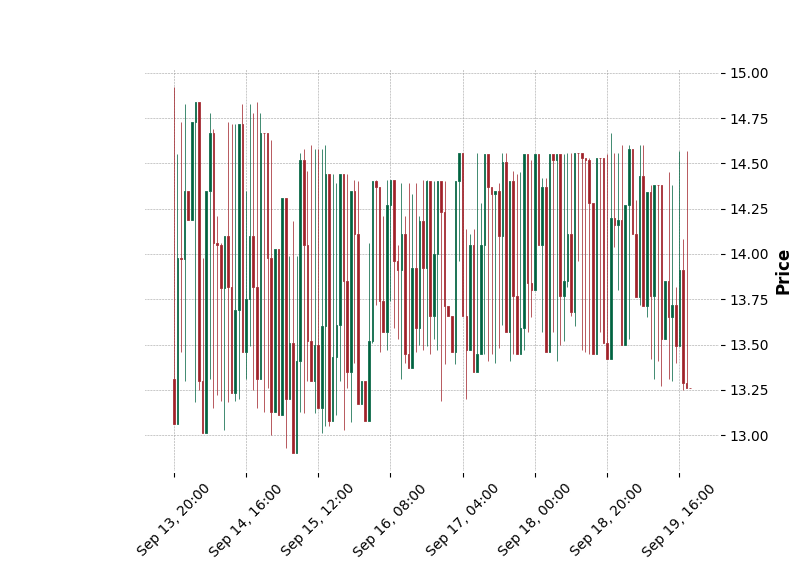 15.00
14.75
14.50
14.25
14.00
13.75
13.50
13.25
13.00
Price
Sep 13, 20:00
Sep 14, 16:00
Sep 15, 12:00
Sep 16, 08:00
Sep 17, 04:00
Sep 18, 00:00
Sep 18, 20:00
Sep 19, 16:00